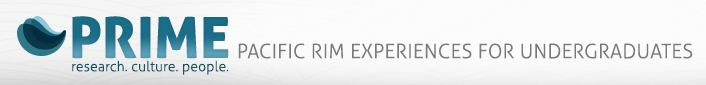 PRIME PACIFIC RIM EXPERIENCES FOR UNDERGRADUATES
research. culture. people.